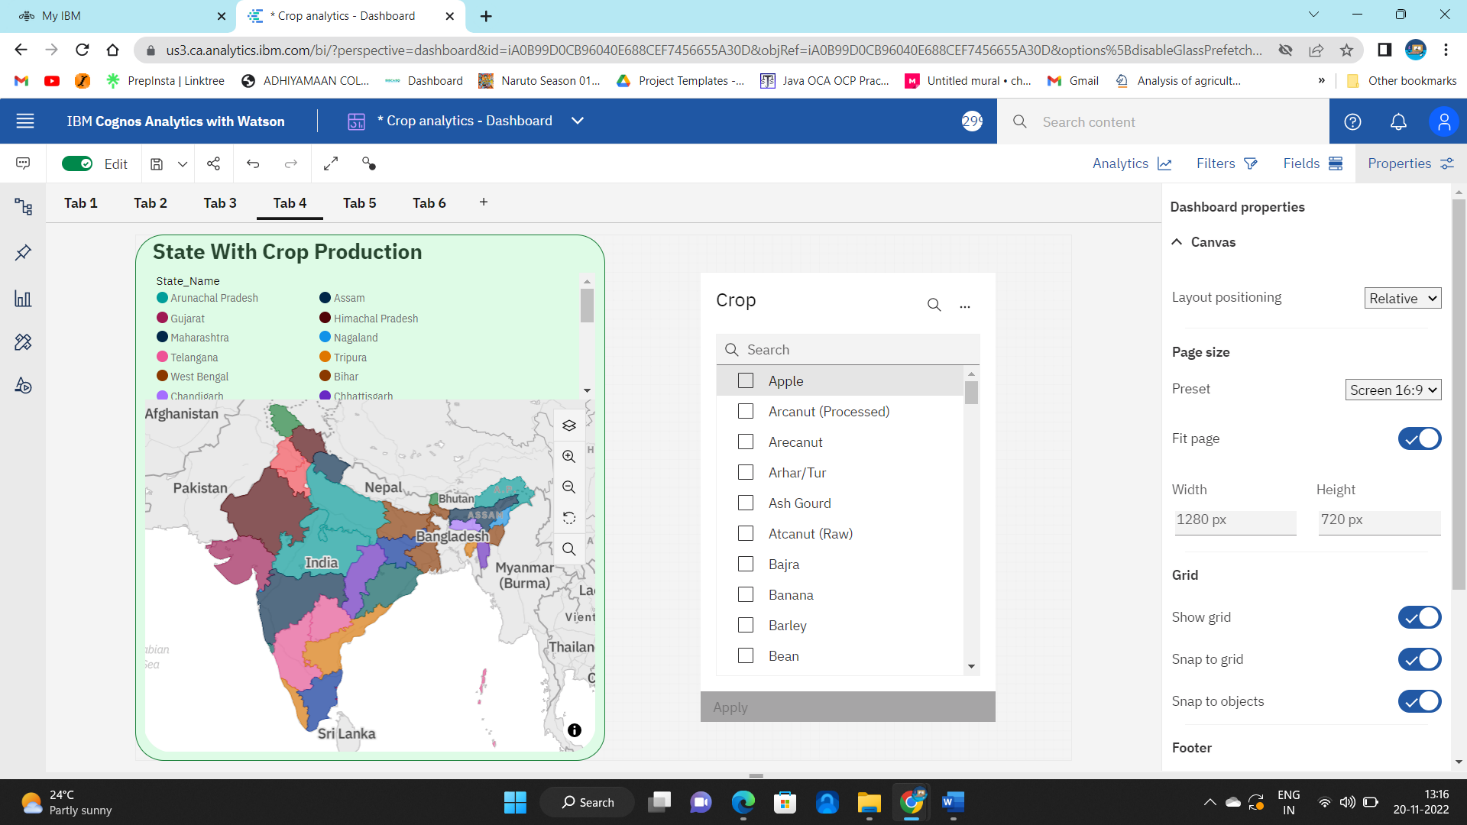 My IBM
* Crop analytics - Dashboard
us3.ca.analytics.ibm.com/bi/?perspective=dashboard&id=iA0B99D0CB96040E688CEF7456655A30D&objRef=iA0B99D0CB96040E688CEF7456655A30D&options%5BdisableGlassPrefetch...
PrepInsta | Linktree
ADHIYAMAAN COL...
Dashboard
Naruto Season 01...
Project Templates -...
Java OCA OCP Prac...
Untitled mural • ch...
Gmail
Analysis of agricult...
»
Other bookmarks
IBM Cognos Analytics with Watson
* Crop analytics - Dashboard
Search content
Edit
Analytics
Filters
Fields
Properties
Tab 1
Tab 2
Tab 3
Tab 4
Tab 5
Tab 6
+
State With Crop Production
State_Name
Arunachal Pradesh
Assam
Gujarat
Himachal Pradesh
Maharashtra
Nagaland
Telangana
Tripura
West Bengal
Bihar
Chandigarh
Chhattisgarh
Afghanistan
Pakistan
Nepal
Bhutan
ASSAM
Bangladesh
India
Myanmar
(Burma)
La
Vient
Thailan
Sri Lanka
Crop
Search
Apple
Arcanut (Processed)
Arecanut
Arhar/Tur
Ash Gourd
Atcanut (Raw)
Bajra
Banana
Barley
Bean
Apply
Dashboard properties
Canvas
Layout positioning
Relative
Page size
Preset
Screen 16:9
Fit page
Width
Height
1280 px
720 px
Grid
Show grid
Snap to grid
Snap to objects
Footer
24°C
Partly sunny
Search
ENG
IN
13:16
20-11-2022